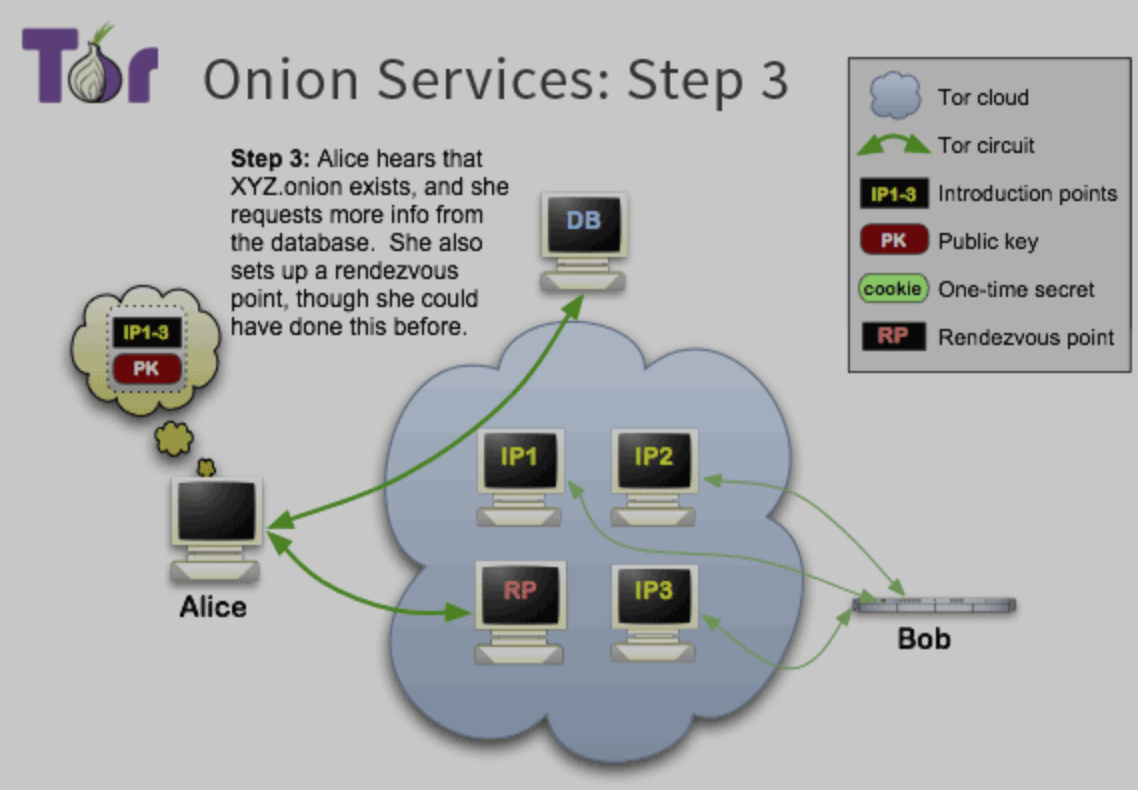 Tor
Onion Services: Step 3
Step 3: Alice hears that
XYZ.onion exists, and she
requests more info from
the database. She also
sets up a rendezvous
point, though she could
have done this before.
Tor cloud
Tor circuit
IP1-3 Introduction points
PK Public key
cookie One-time secret
RP Rendezvous point
DB
IP1-3
PK
IP1
IP2
RP
IP3
Alice
Bob